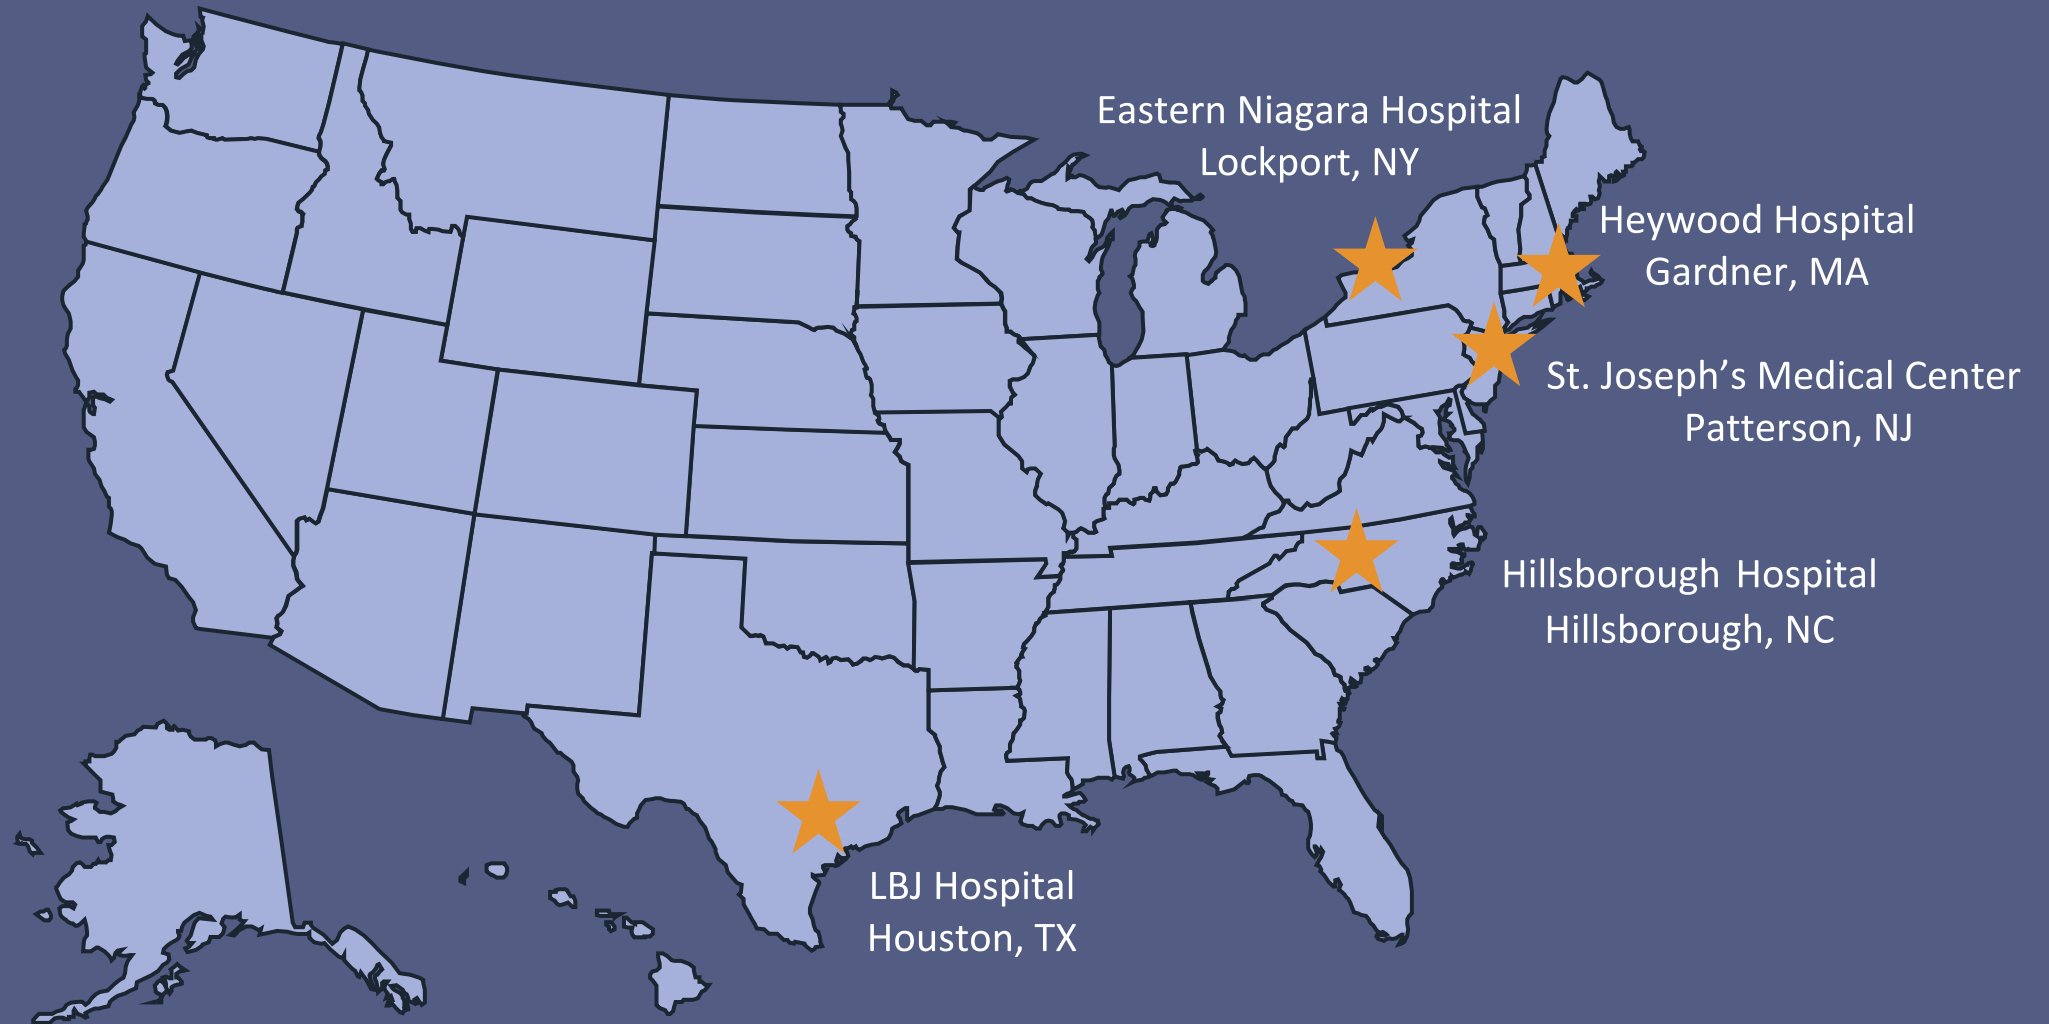 Eastern Niagara Hospital
Lockport, NY
Heywood Hospital
Gardner, MA
St. Joseph’s Medical Center
Patterson, NJ
Hillsborough Hospital
Hillsborough, NC
LBJ Hospital
Houston, TX